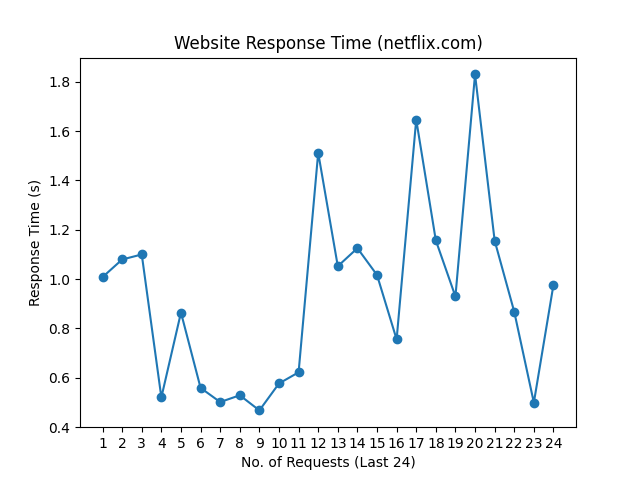 Website Response Time (netflix.com)
Response Time (s)
1.8
1.6
1.4
1.2
1.0
0.8
0.6
0.4
1 2 3 4 5 6 7 8 9 10 11 12 13 14 15 16 17 18 19 20 21 22 23 24
No. of Requests (Last 24)